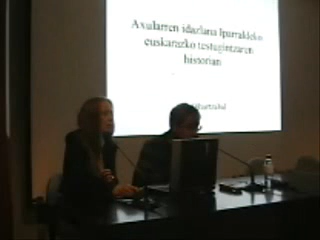 Axularren idazlana Iparraldeko
euskarazko testugintzaren
historian